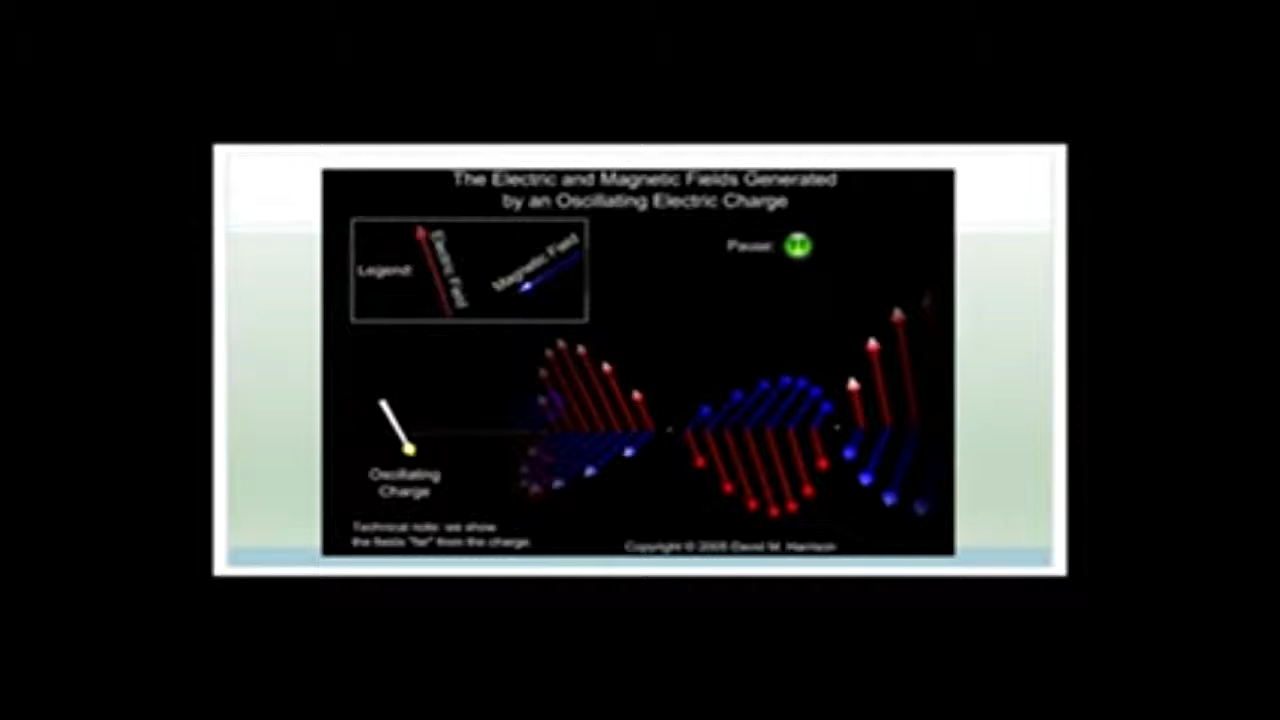 The Electric and Magnetic Fields Generated
by an Oscillating Electric Charge
Legend:
Electric Field
Magnetic Field
Pause:
Oscillating
Charge
Technical note: we show
the fields "far" from the charge.
Copyright © 2005 David M. Harrison